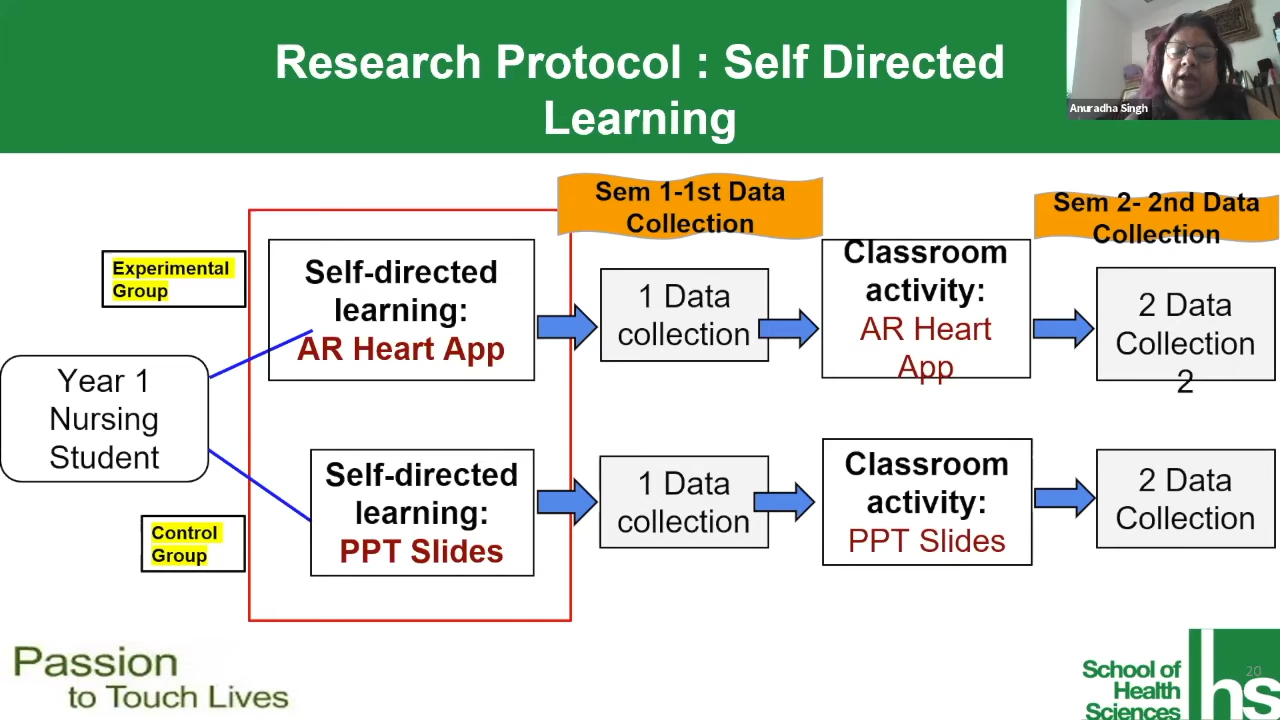 Research Protocol : Self Directed
Learning
Anuradha Singh
Sem 1-1st Data
Collection
Sem 2- 2nd Data
Collection
Experimental
Group
Self-directed
learning:
AR Heart App
1 Data
collection
Classroom
activity:
AR Heart
App
2 Data
Collection
2
Year 1
Nursing
Student
Control
Group
Self-directed
learning:
PPT Slides
1 Data
collection
Classroom
activity:
PPT Slides
2 Data
Collection
Passion
to Touch Lives
School of
Health
Sciences
hs
20